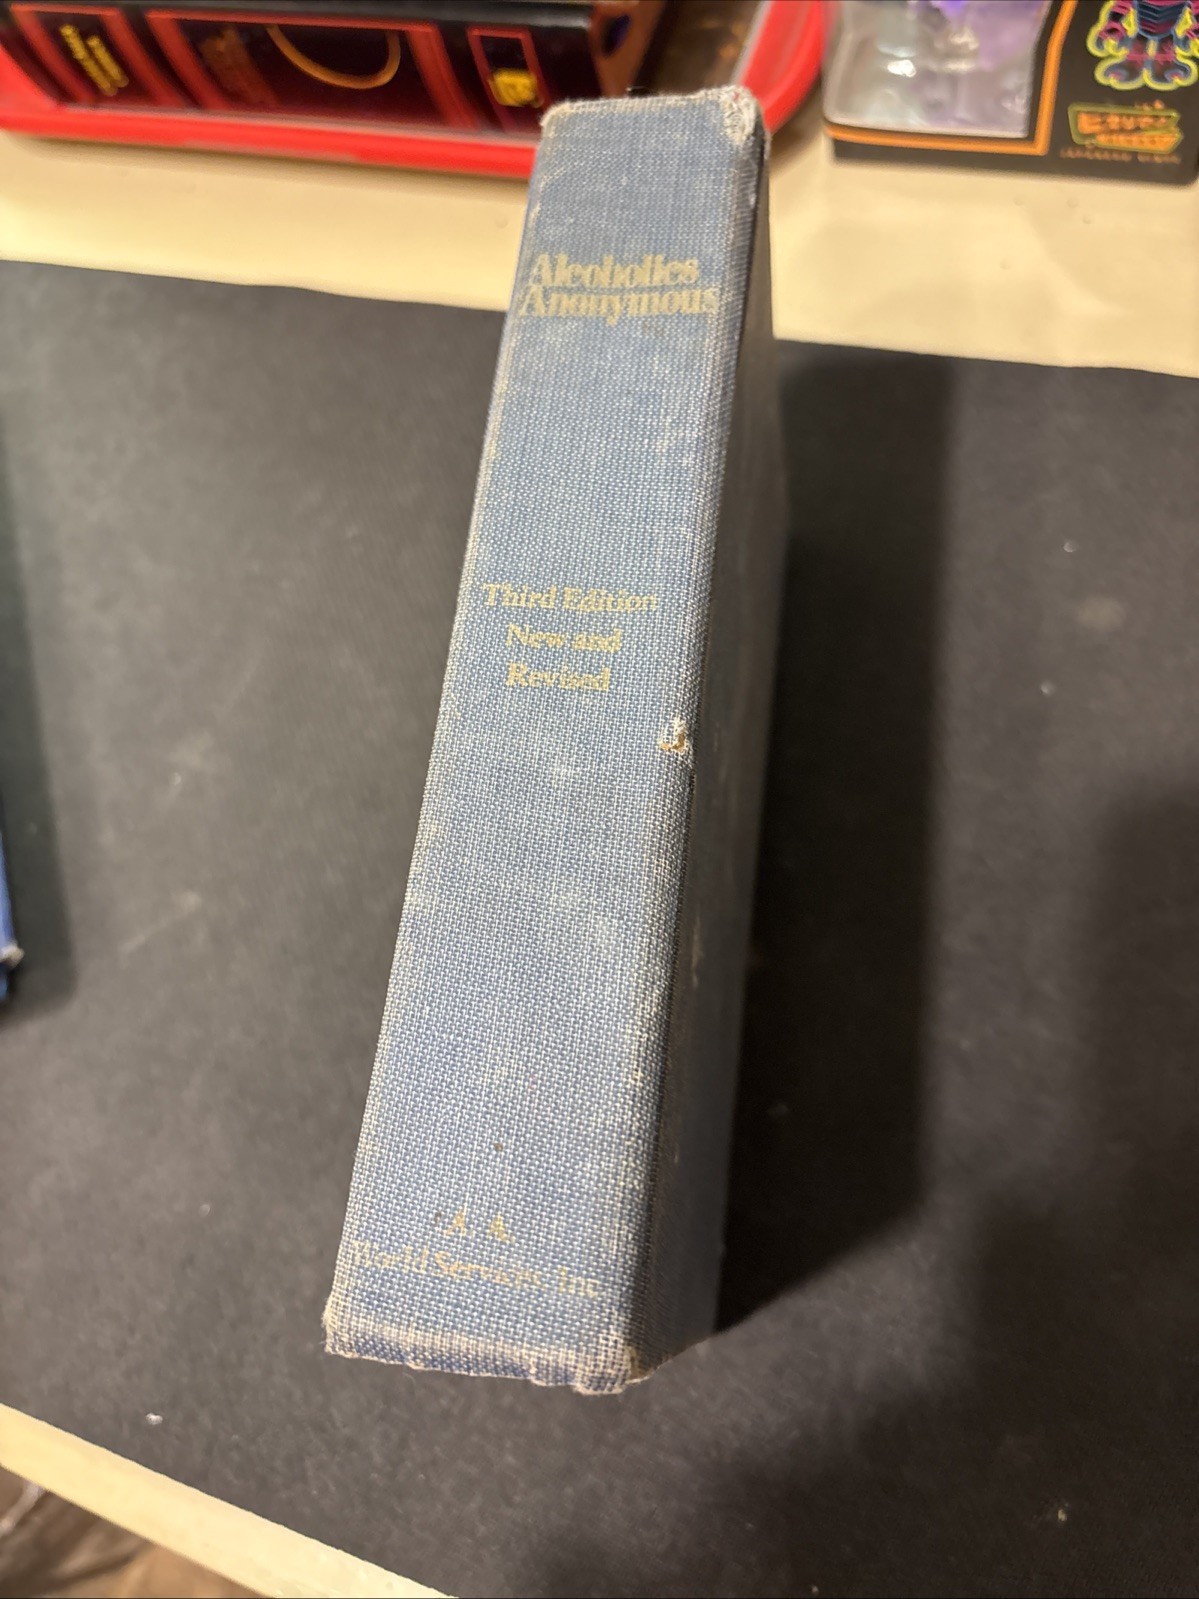 Alcoholics
Anonymous
Third Edition
New and
Revised
A. A.
World Services, Inc.